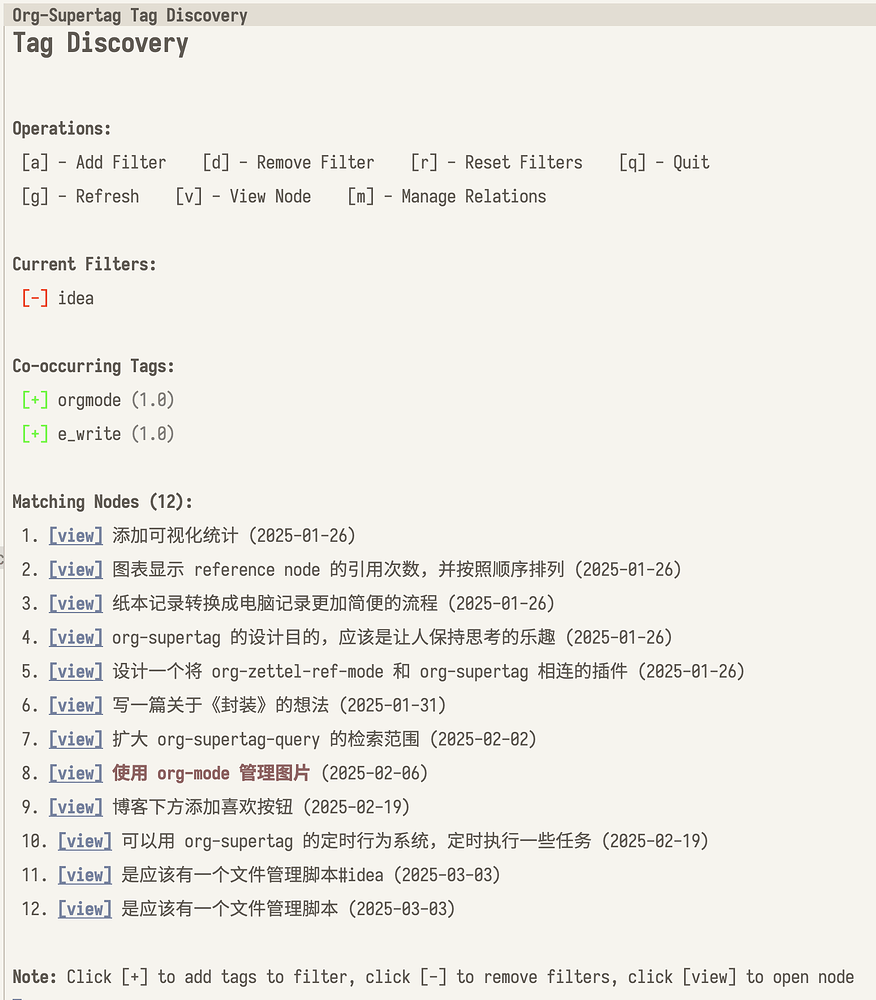 Org-Supertag Tag Discovery
Tag Discovery
Operations:
[a] - Add Filter [d] - Remove Filter [r] - Reset Filters [q] - Quit
[g] - Refresh [v] - View Node [m] - Manage Relations
Current Filters:
[-] idea
Co-occurring Tags:
[+] orgmode (1.0)
[+] e_write (1.0)
Matching Nodes (12):
1. [view] 添加可视化统计 (2025-01-26)
2. [view] 图表显示 reference node 的引用次数，并按照顺序排列 (2025-01-26)
3. [view] 纸本记录转换成电脑记录更加简便的流程 (2025-01-26)
4. [view] org-supertag 的设计目的，应该是让人保持思考的乐趣 (2025-01-26)
5. [view] 设计一个将 org-zettel-ref-mode 和 org-supertag 相连的插件 (2025-01-26)
6. [view] 写一篇关于《封装》的想法 (2025-01-31)
7. [view] 扩大 org-supertag-query 的检索范围 (2025-02-02)
8. [view] 使用 org-mode 管理图片 (2025-02-06)
9. [view] 博客下方添加喜欢按钮 (2025-02-19)
10. [view] 可以用 org-supertag 的定时行为系统，定时执行一些任务 (2025-02-19)
11. [view] 是应该有一个文件管理脚本#idea (2025-03-03)
12. [view] 是应该有一个文件管理脚本 (2025-03-03)
Note: Click [+] to add tags to filter, click [-] to remove filters, click [view] to open node